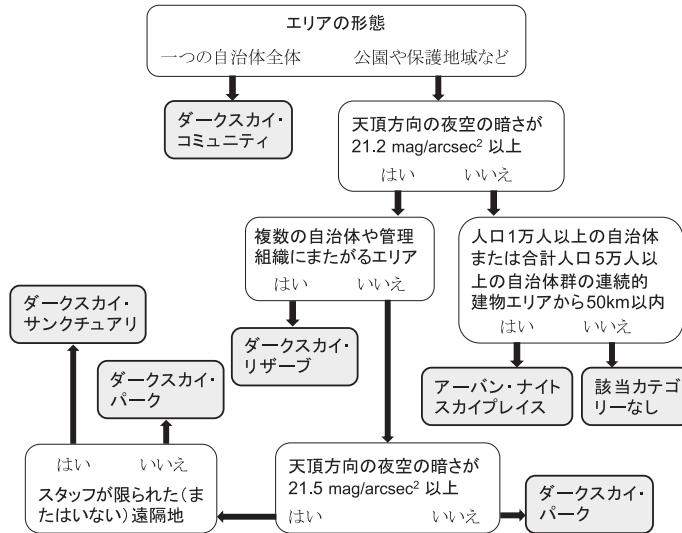 エリアの形態
一つの自治体全体　公園や保護地域など
ダークスカイ・
コミュニティ
天頂方向の夜空の暗さが
21.2 mag/arcsec² 以上
はい　いいえ
複数の自治体や管理
組織にまたがるエリア
はい　いいえ
人口1万人以上の自治体
または合計人口5万人以
上の自治体群の連続的
建物エリアから50km以内
はい　いいえ
ダークスカイ・
サンクチュアリ
ダークスカイ・
リザーブ
ダークスカイ・
パーク
アーバン・ナイト
スカイプレイス
該当カテゴ
リーなし
はい　いいえ
スタッフが限られた（また
はいない）遠隔地
天頂方向の夜空の暗さが
21.5 mag/arcsec² 以上
はい　いいえ
ダークスカイ・
パーク